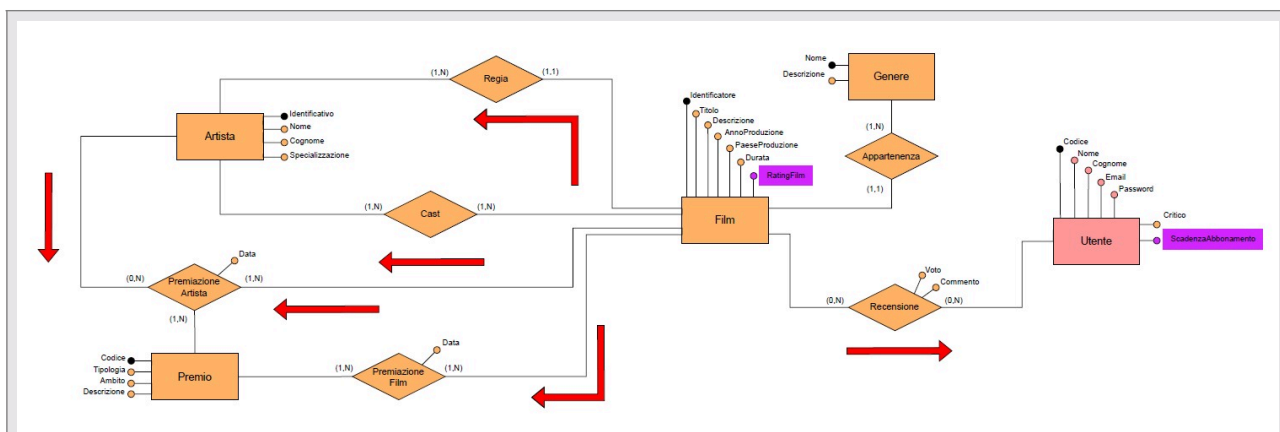 Nome
Descrizione
Genere
(1,N)
Regia
(1,1)
Identificatore
Titolo
Descrizione
AnnoProduzione
PaeseProduzione
Durata
RatingFilm
(1,N)
Appartenenza
(1,1)
Identificativo
Nome
Cognome
Specializzazione
Artista
Codice
Nome
Cognome
Email
Password
Critico
ScadenzaAbbonamento
Utente
(1,N)
Cast
(1,N)
Film
Data
(0,N)
Premiazione
Artista
(1,N)
(1,N)
Voto
Commento
(0,N)
Recensione
(0,N)
Codice
Tipologia
Ambito
Descrizione
Premio
Data
(1,N)
Premiazione
Film
(1,N)